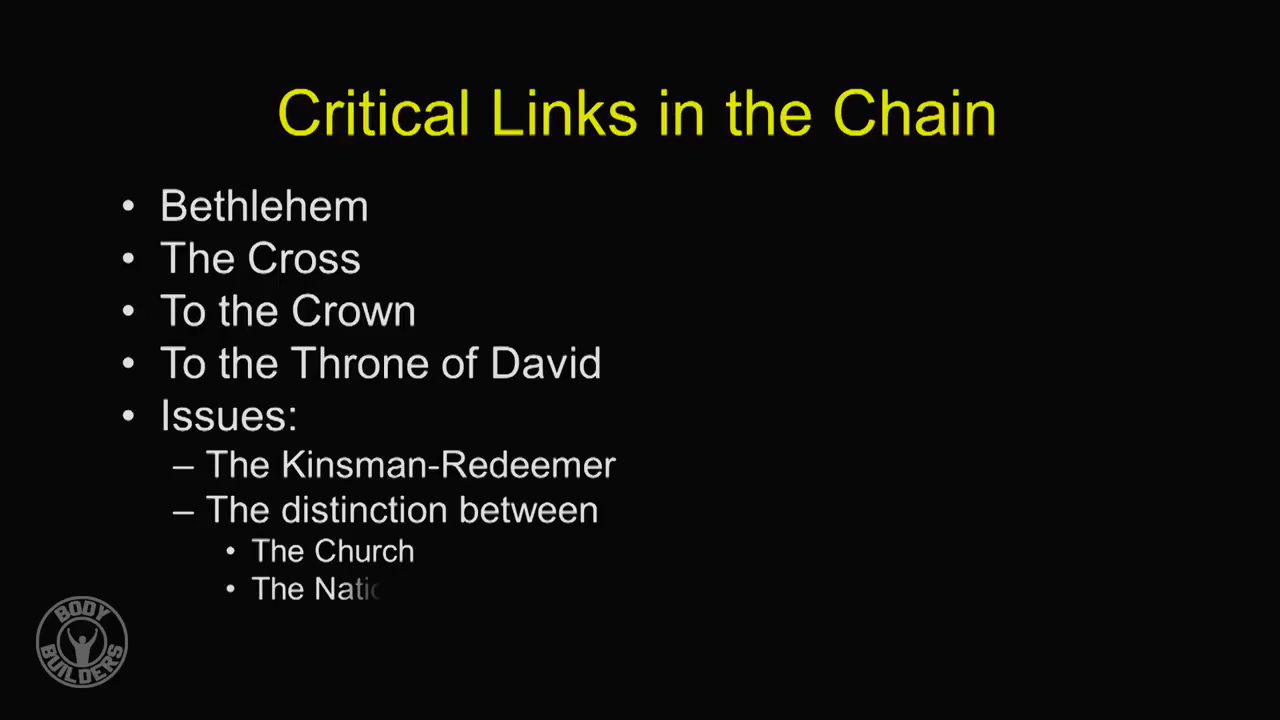 Critical Links in the Chain
• Bethlehem
• The Cross
• To the Crown
• To the Throne of David
• Issues:
– The Kinsman-Redeemer
– The distinction between
• The Church
• The
BODY
BUILDERS